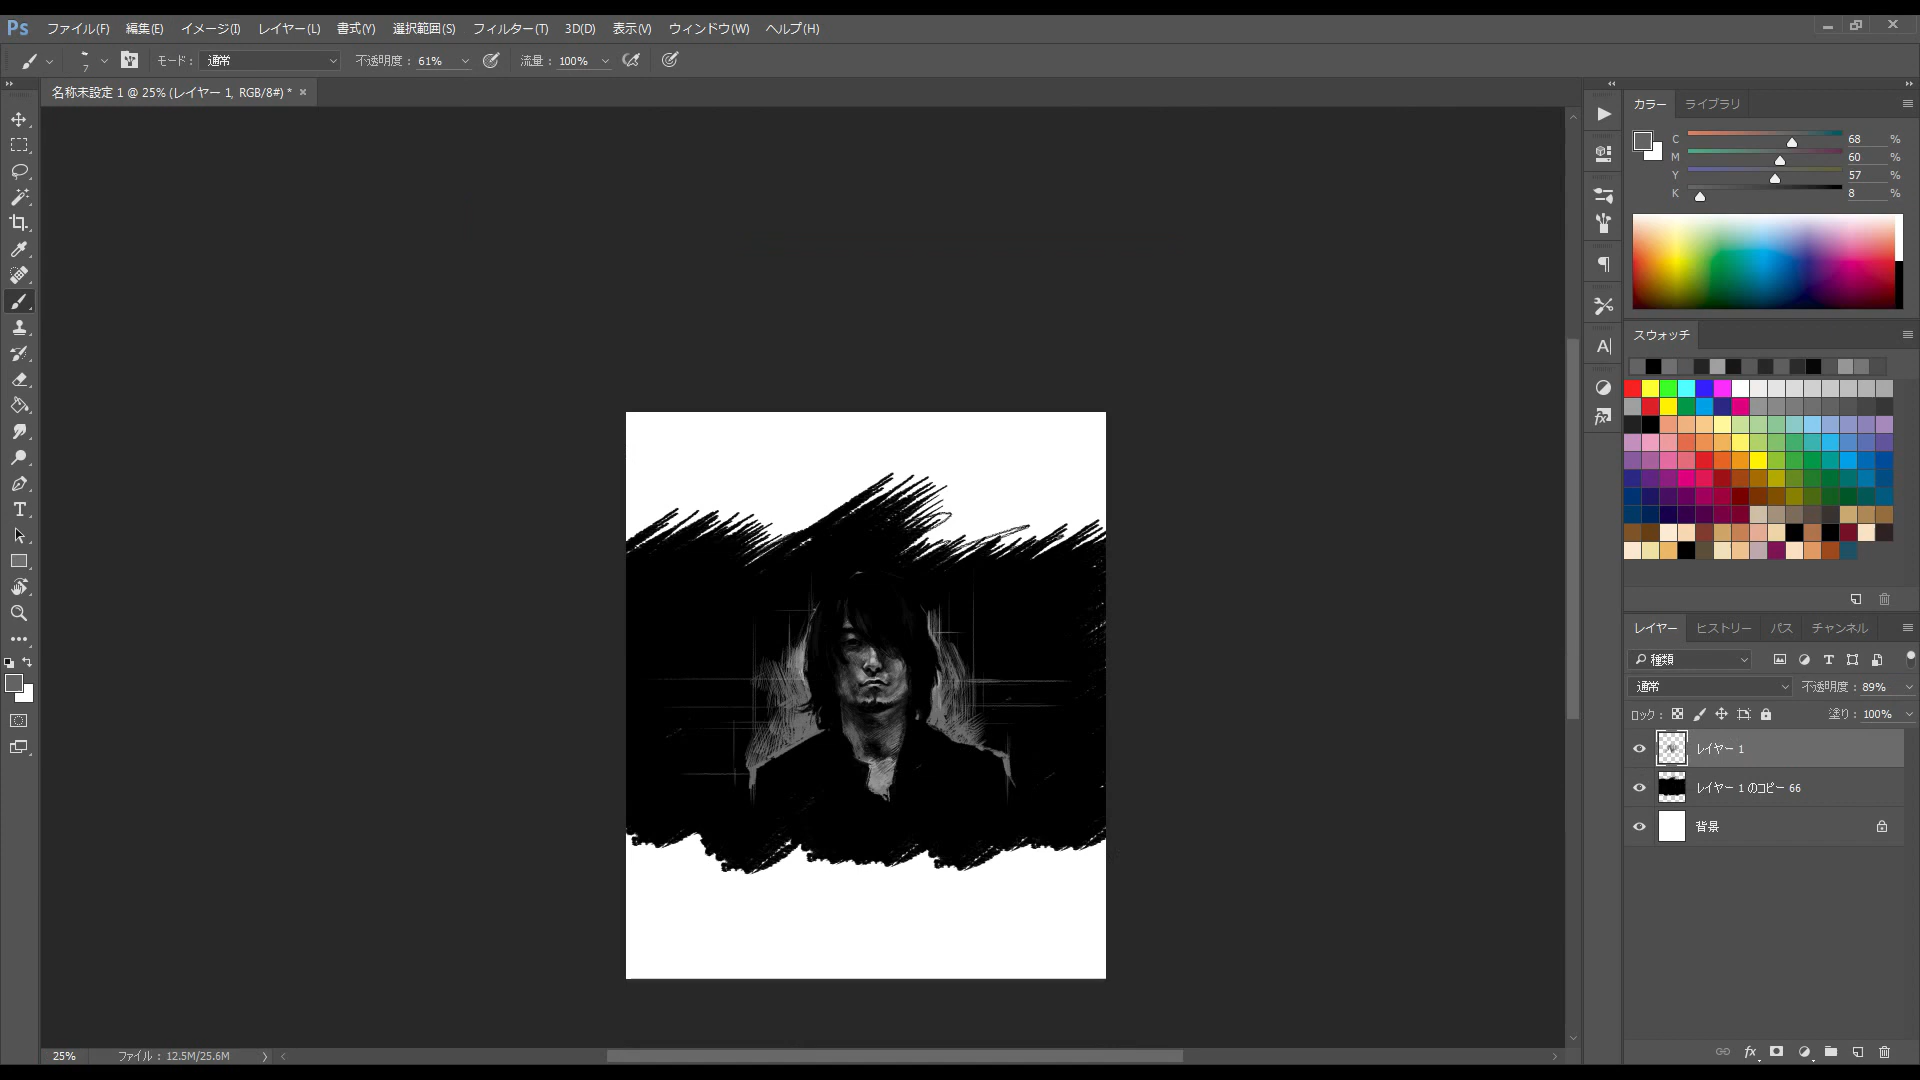 Ps ファイル(F) 編集(E) イメージ(I) レイヤー(L) 書式(Y) 選択範囲(S) フィルター(T) 3D(D) 表示(V) ウィンドウ(W) ヘルプ(H)
7 モード: 通常 不透明度: 61% 流量: 100%
名称未設定 1 @ 25% (レイヤー 1, RGB/8#) * ×
カラー ライブラリ
C 68 %
M 60 %
Y 57 %
K 8 %
スウォッチ
レイヤー ヒストリー パス チャンネル
種類
通常 不透明度: 89%
ロック: 塗り: 100%
レイヤー 1
レイヤー 1 のコピー 66
背景
25% ファイル: 12.5M/25.6M